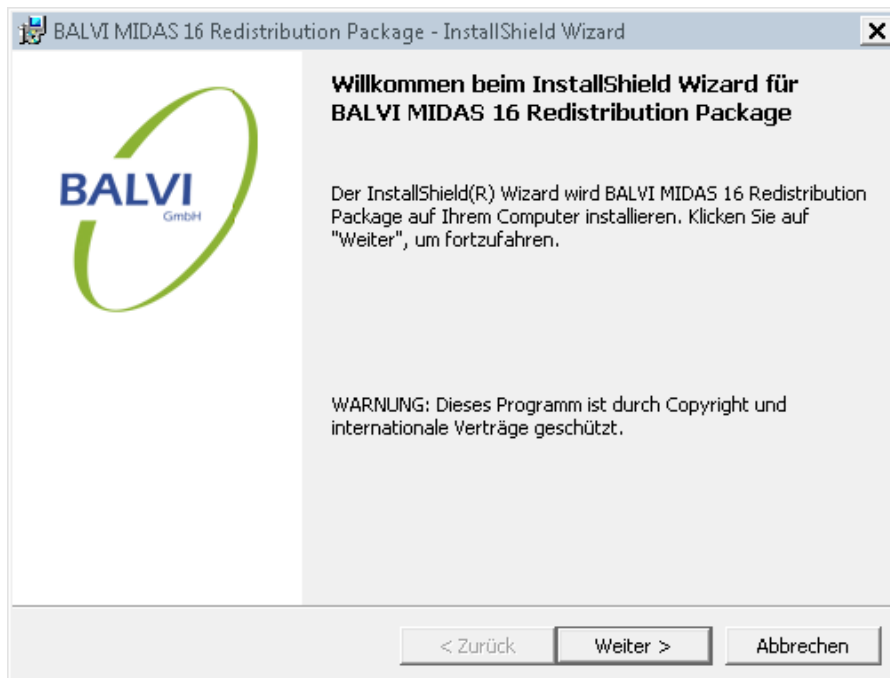 BALVI MIDAS 16 Redistribution Package - InstallShield Wizard
Willkommen beim InstallShield Wizard für
BALVI MIDAS 16 Redistribution Package
BALVI
GmbH
Der InstallShield(R) Wizard wird BALVI MIDAS 16 Redistribution
Package auf Ihrem Computer installieren. Klicken Sie auf
"Weiter", um fortzufahren.
WARNUNG: Dieses Programm ist durch Copyright und
internationale Verträge geschützt.
< Zurück
Weiter >
Abbrechen